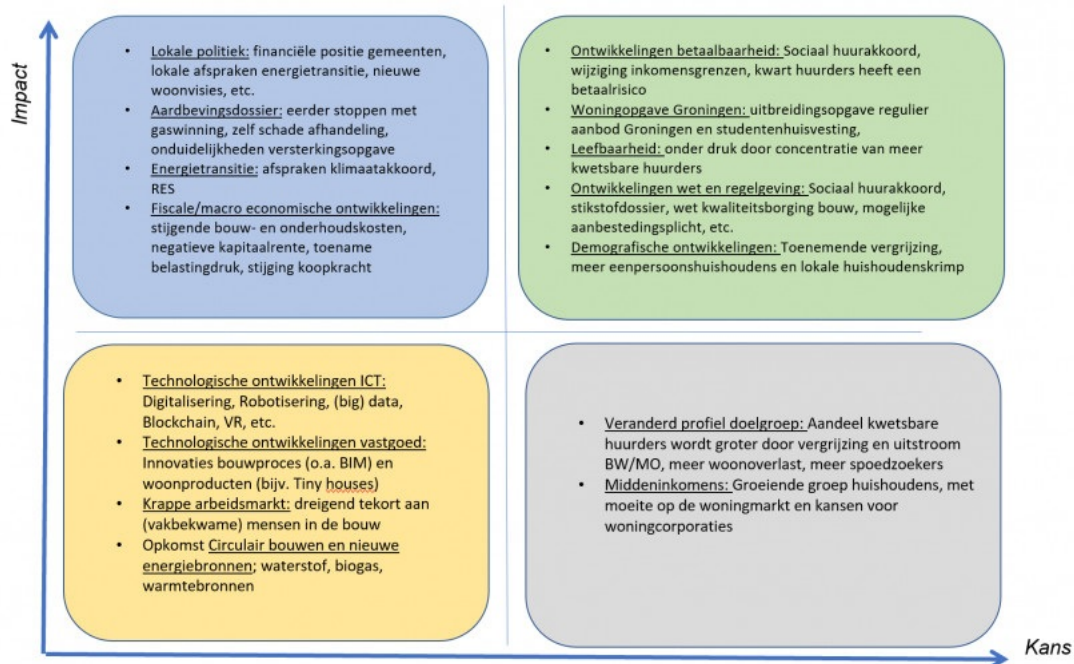 Impact
• Lokale politiek: financiële positie gemeenten,
lokale afspraken energietransitie, nieuwe
woonvisies, etc.
• Aardbevingsdossier: eerder stoppen met
gaswinning, zelf schade afhandeling,
onduidelijkheden versterkingsopgave
• Energietransitie: afspraken klimaatakkoord,
RES
• Fiscale/macro economische ontwikkelingen:
stijgende bouw- en onderhoudskosten,
negatieve kapitaalrente, toename
belastingdruk, stijging koopkracht
• Ontwikkelingen betaalbaarheid: Sociaal huurakkoord,
wijziging inkomensgrenzen, kwart huurders heeft een
betaalrisico
• Woningopgave Groningen: uitbreidingsopgave regulier
aanbod Groningen en studentenhuisvesting,
• Leefbaarheid: onder druk door concentratie van meer
kwetsbare huurders
• Ontwikkelingen wet en regelgeving: Sociaal huurakkoord,
stikstofdossier, wet kwaliteitsborging bouw, mogelijke
aanbestedingsplicht, etc.
• Demografische ontwikkelingen: Toenemende vergrijzing,
meer eenpersoonshuishoudens en lokale huishoudenskrimp
• Technologische ontwikkelingen ICT:
Digitalisering, Robotisering, (big) data,
Blockchain, VR, etc.
• Technologische ontwikkelingen vastgoed:
Innovaties bouwproces (o.a. BIM) en
woonproducten (bijv. Tiny houses)
• Krappe arbeidsmarkt: dreigend tekort aan
(vakbekwame) mensen in de bouw
• Opkomst Circulair bouwen en nieuwe
energiebronnen; waterstof, biogas,
warmtebronnen
• Veranderd profiel doelgroep: Aandeel kwetsbare
huurders wordt groter door vergrijzing en uitstroom
BW/MO, meer woonoverlast, meer spoedzoekers
• Middeninkomens: Groeiende groep huishoudens, met
moeite op de woningmarkt en kansen voor
woningcorporaties
Kans